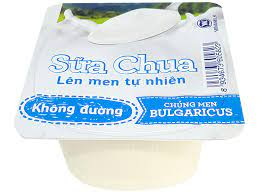 Sữa Chua
Lên men tự nhiên
Không đường
CHỦNG MEN
BULGARICUS